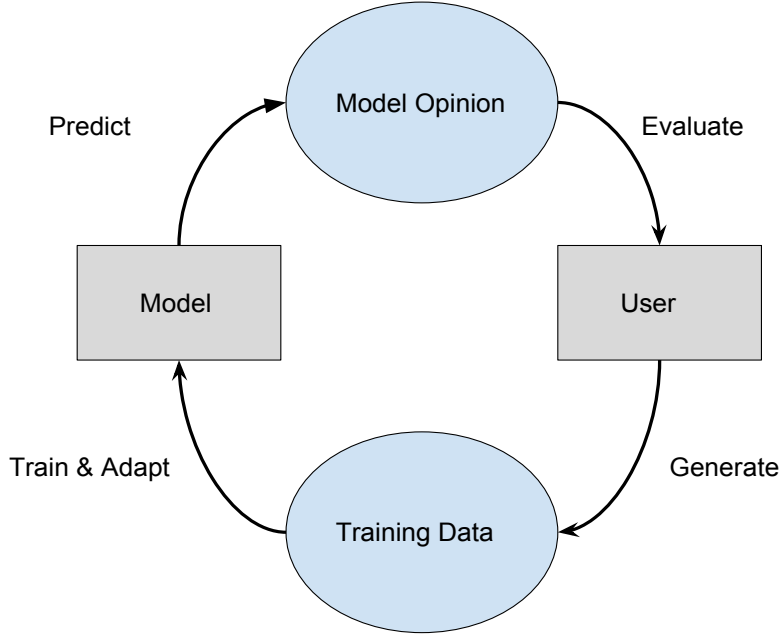 Model Opinion
Predict
Evaluate
Model
User
Train & Adapt
Generate
Training Data